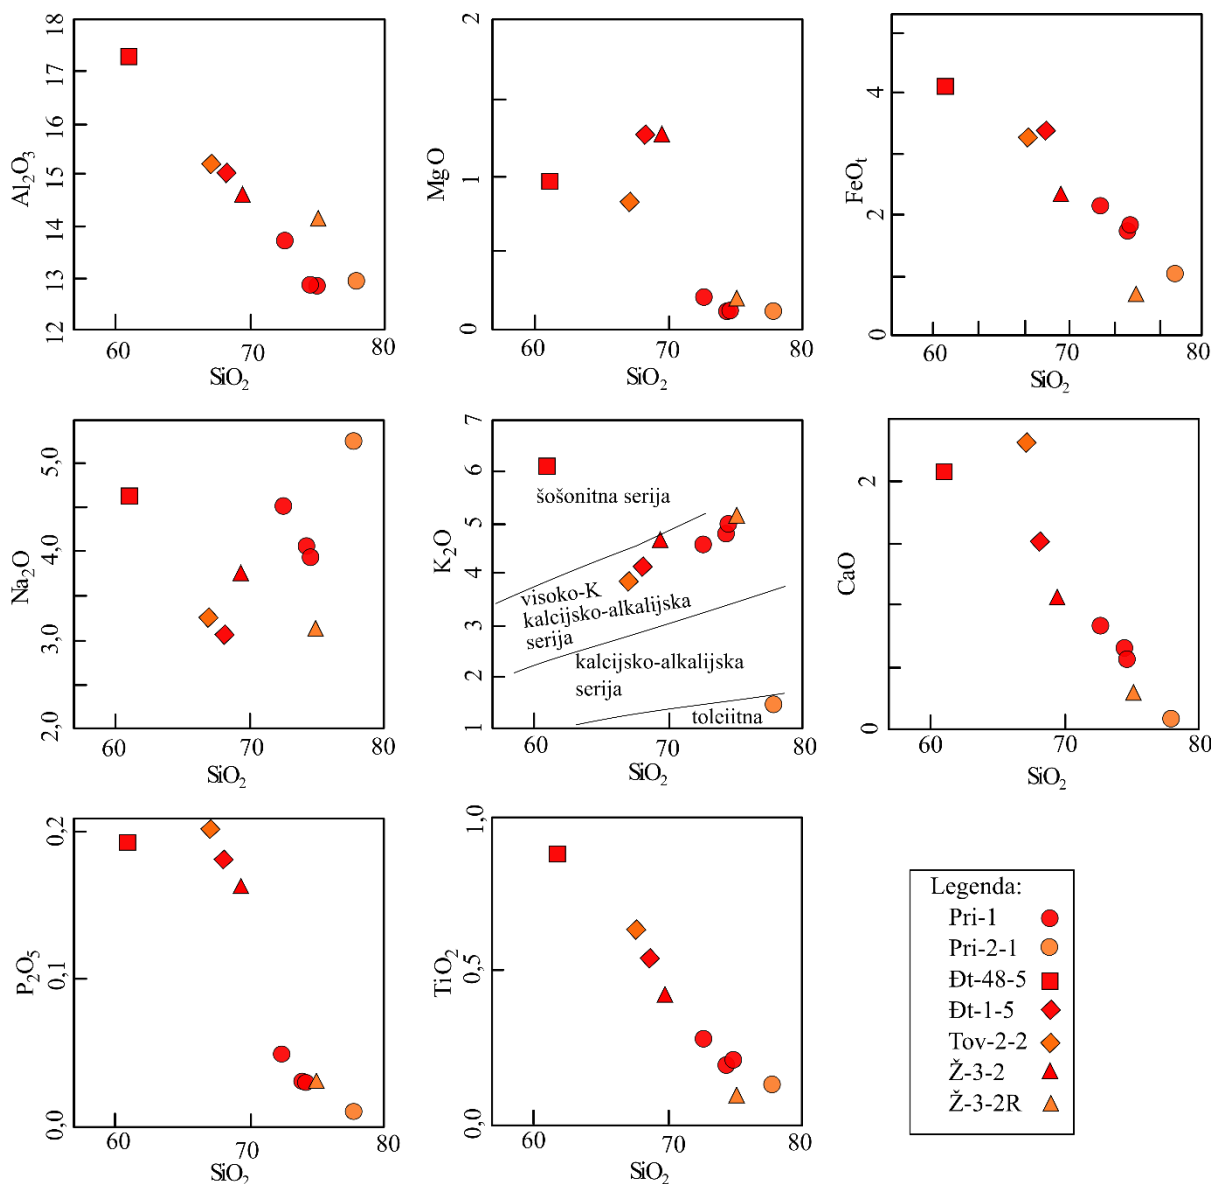 18
17
16
15
14
13
12
Al₂O₃
60
70
80
SiO₂
2
1
0
MgO
60
70
80
SiO₂
4
2
0
FeOₜ
60
70
80
SiO₂
5,0
4,0
3,0
2,0
Na₂O
60
70
80
SiO₂
7
6
5
4
3
2
1
K₂O
šošonitna serija
visoko-K
kalcijsko-alkalijska
serija
kalcijsko-alkalijska
serija
toleiitna
60
70
80
SiO₂
2
0
CaO
60
70
80
SiO₂
0,2
0,1
0,0
P₂O₅
60
70
80
SiO₂
1,0
0,5
0,0
TiO₂
60
70
80
SiO₂
Legenda:
Pri-1
Pri-2-1
Đt-48-5
Đt-1-5
Tov-2-2
Ž-3-2
Ž-3-2R